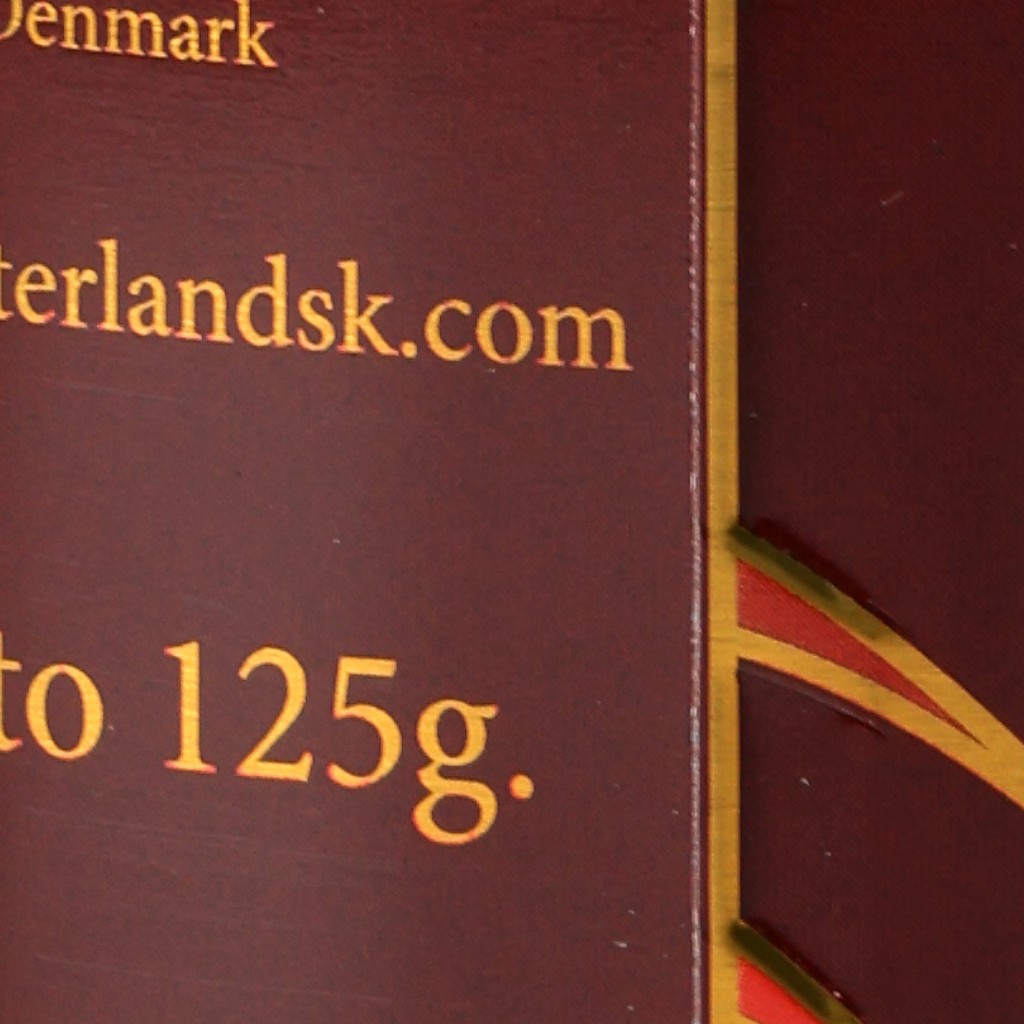 Denmark
terlandsk.com
to 125g.